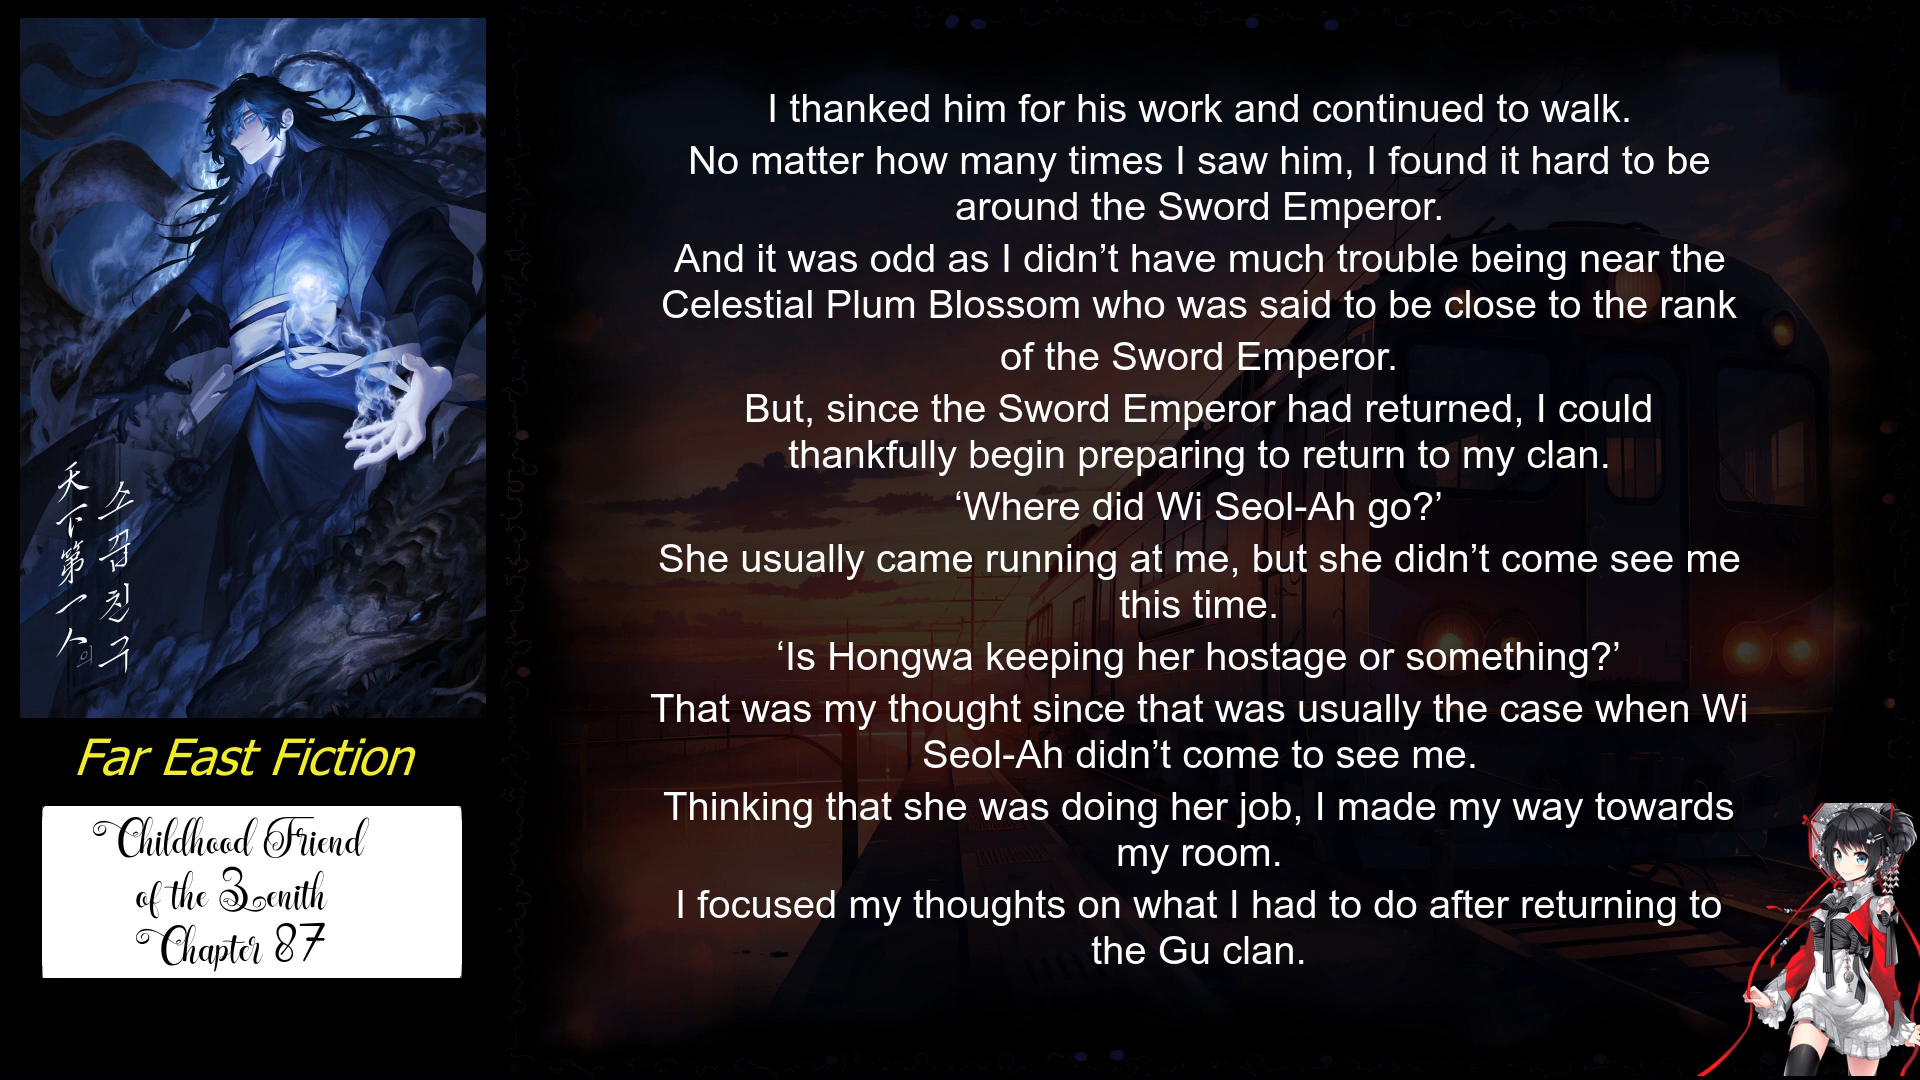 天下第一人의
소꿉친구
Far East Fiction
Childhood Friend
of the Zenith
Chapter 87
I thanked him for his work and continued to walk.
No matter how many times I saw him, I found it hard to be
around the Sword Emperor.
And it was odd as I didn’t have much trouble being near the
Celestial Plum Blossom who was said to be close to the rank
of the Sword Emperor.
But, since the Sword Emperor had returned, I could
thankfully begin preparing to return to my clan.
‘Where did Wi Seol-Ah go?’
She usually came running at me, but she didn’t come see me
this time.
‘Is Hongwa keeping her hostage or something?’
That was my thought since that was usually the case when Wi
Seol-Ah didn’t come to see me.
Thinking that she was doing her job, I made my way towards
my room.
I focused my thoughts on what I had to do after returning to
the Gu clan.